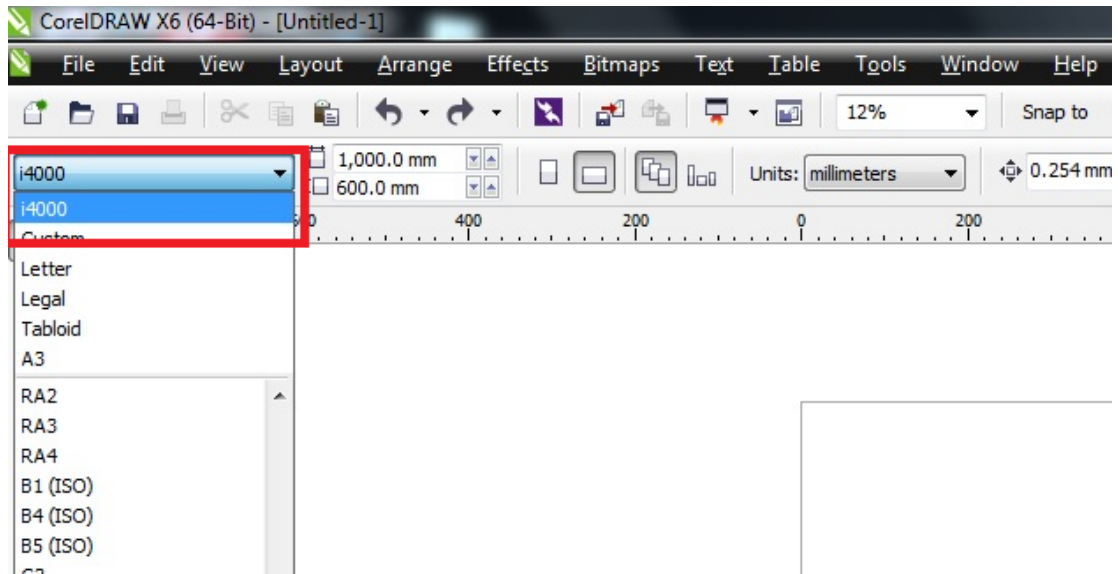 CorelDRAW X6 (64-Bit) - [Untitled-1]
File Edit View Layout Arrange Effects Bitmaps Text Table Tools Window Help
12% Snap to
i4000 1,000.0 mm
600.0 mm Units: millimeters 0.254 mm
i4000
Custom
400 200 0 200
Letter
Legal
Tabloid
A3
RA2
RA3
RA4
B1 (ISO)
B4 (ISO)
B5 (ISO)